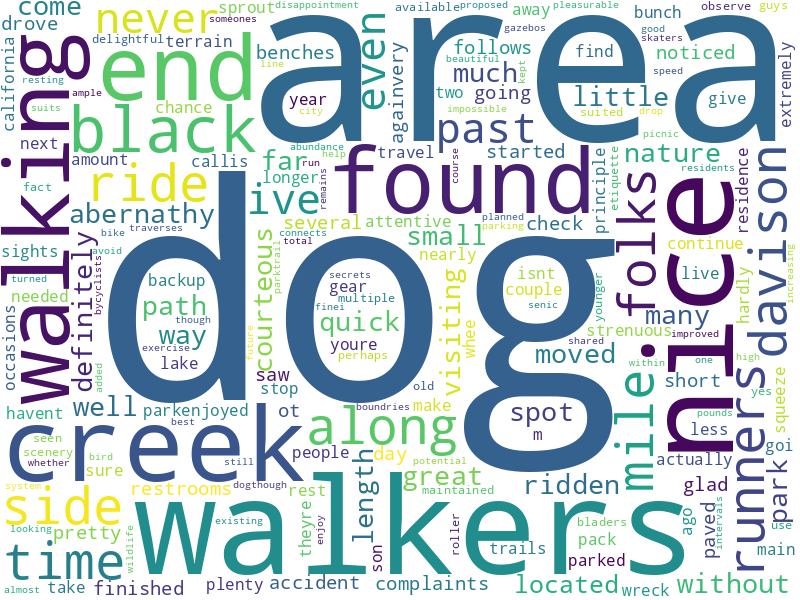 come
never
sprout
disappointment
available
proposed
pleasurable
bunch
observe
guys
drove
someones
area
away
gazebos
good
skaters
delightful
terrain
benches
even
follows
beautiful
find
speed
california
line
end
much
kept
impossible
noticed
extremely
resting
ample
year
againvery
two
going
little
suited
give
drop
suits
black
chance
city
past
picnic
walking
next
amount
callis
far
abundance
help
run
travel
started
nature
residents
fact
ride
longer
remains
found
course
principle
etiquette
residence
abernathy
live
several
attentive
planned
parking
check
folks
nice
davison
sights
bike
traverses
courteous
connects
total
small
nearly
continue
turned
avoid
dog
parktrail
isnt
live
hardly
needed
backup
secrets
gear
multiple
couple
younger
many
increasing
definitely
bycyclists
path
though
finei
quick
visiting
senic
strenuous
improved
occasions
added
way
exercise
youre
whee
shared
within
one
high
lake
future
perhaps
moved
short
yes
squeeze
saw
stop
old
mile.
pounds
havent
well
parkenjoyed
ot
boundries
make
spot
less
runners
seen
best
along
m
goi
scenery
creek
people
day
potential
actually
whether
bird
still
length
great
glad
park
sure
dogthough
rest
maintained
side
system
restrooms
walkers
ridden
existing
theyre
enjoy
roller
bladers
ago
paved
intervals
use
looking
pretty
wildlife
son
pack
main
time
trails
parked
almost
take
finished
plenty
accident
complaints
located
wreck
without